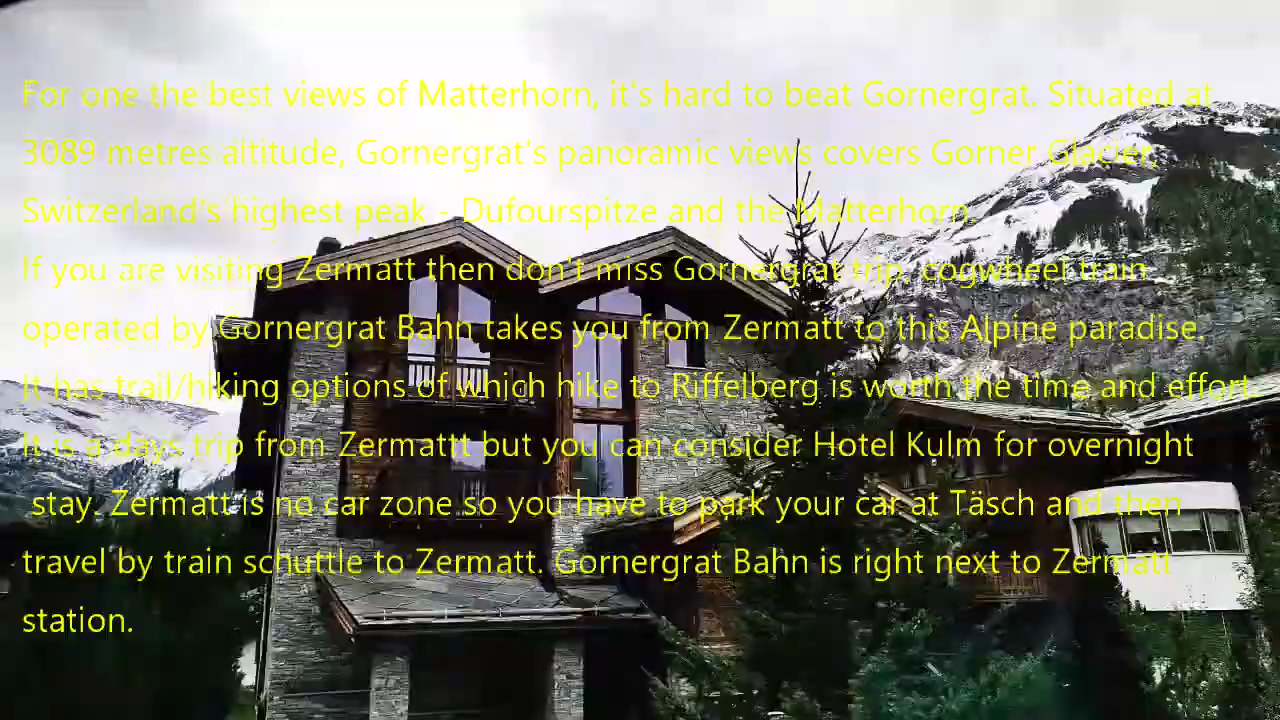 For one the best views of Matterhorn, it's hard to beat Gornergrat. Situated at
3089 metres altitude, Gornergrat's panoramic views covers Gorner Glacier,
Switzerland's highest peak - Dufourspitze and the Matterhorn.
If you are visiting Zermatt then don't miss Gornergrat trip, cogwheel train
operated by Gornergrat Bahn takes you from Zermatt to this Alpine paradise.
It has trail/hiking options of which hike to Riffelberg is worth the time and effort.
It is a days trip from Zermattt but you can consider Hotel Kulm for overnight
stay. Zermatt is no car zone so you have to park your car at Täsch and then
travel by train schuttle to Zermatt. Gornergrat Bahn is right next to Zermatt
station.